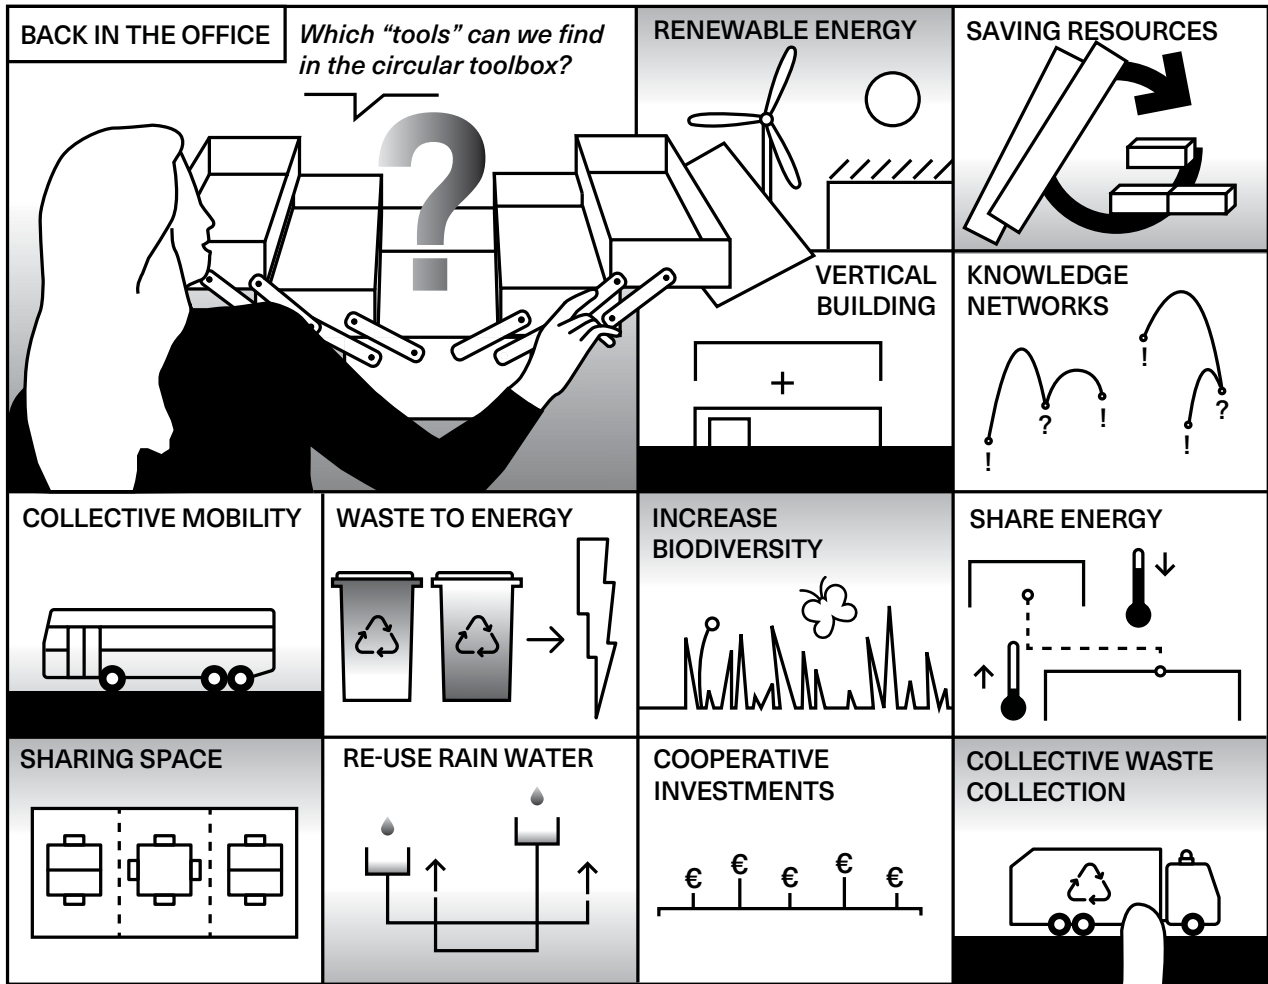 BACK IN THE OFFICE
Which “tools” can we find
in the circular toolbox?
?
RENEWABLE ENERGY
SAVING RESOURCES
VERTICAL
BUILDING
+
KNOWLEDGE
NETWORKS
!
?
!
!
!
?
COLLECTIVE MOBILITY
WASTE TO ENERGY
INCREASE
BIODIVERSITY
SHARE ENERGY
SHARING SPACE
RE-USE RAIN WATER
COOPERATIVE
INVESTMENTS
€ € € € €
COLLECTIVE WASTE
COLLECTION